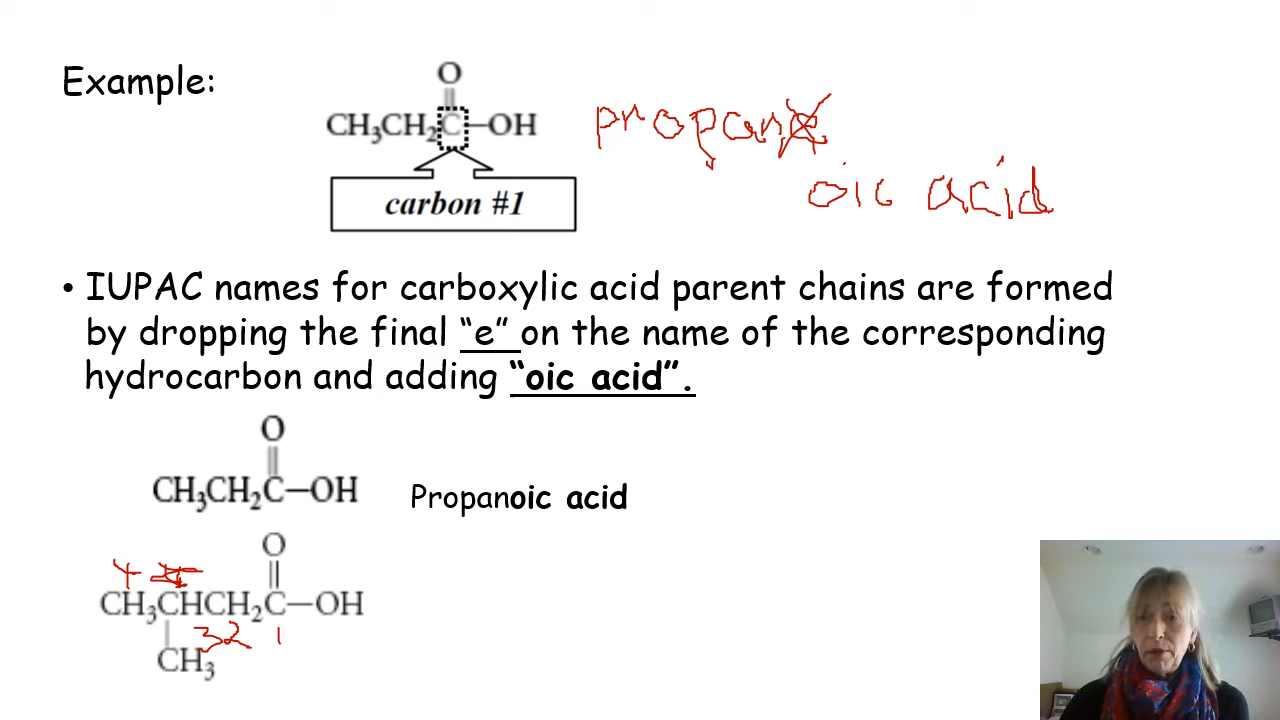 Example:
O
CH₃CH₂C—OH
carbon #1
propane
oic acid
• IUPAC names for carboxylic acid parent chains are formed
by dropping the final “e” on the name of the corresponding
hydrocarbon and adding “oic acid”.
O
CH₃CH₂C—OH
Propanoic acid
O
4
CH₃CHCH₂C—OH
3 2 1
CH₃